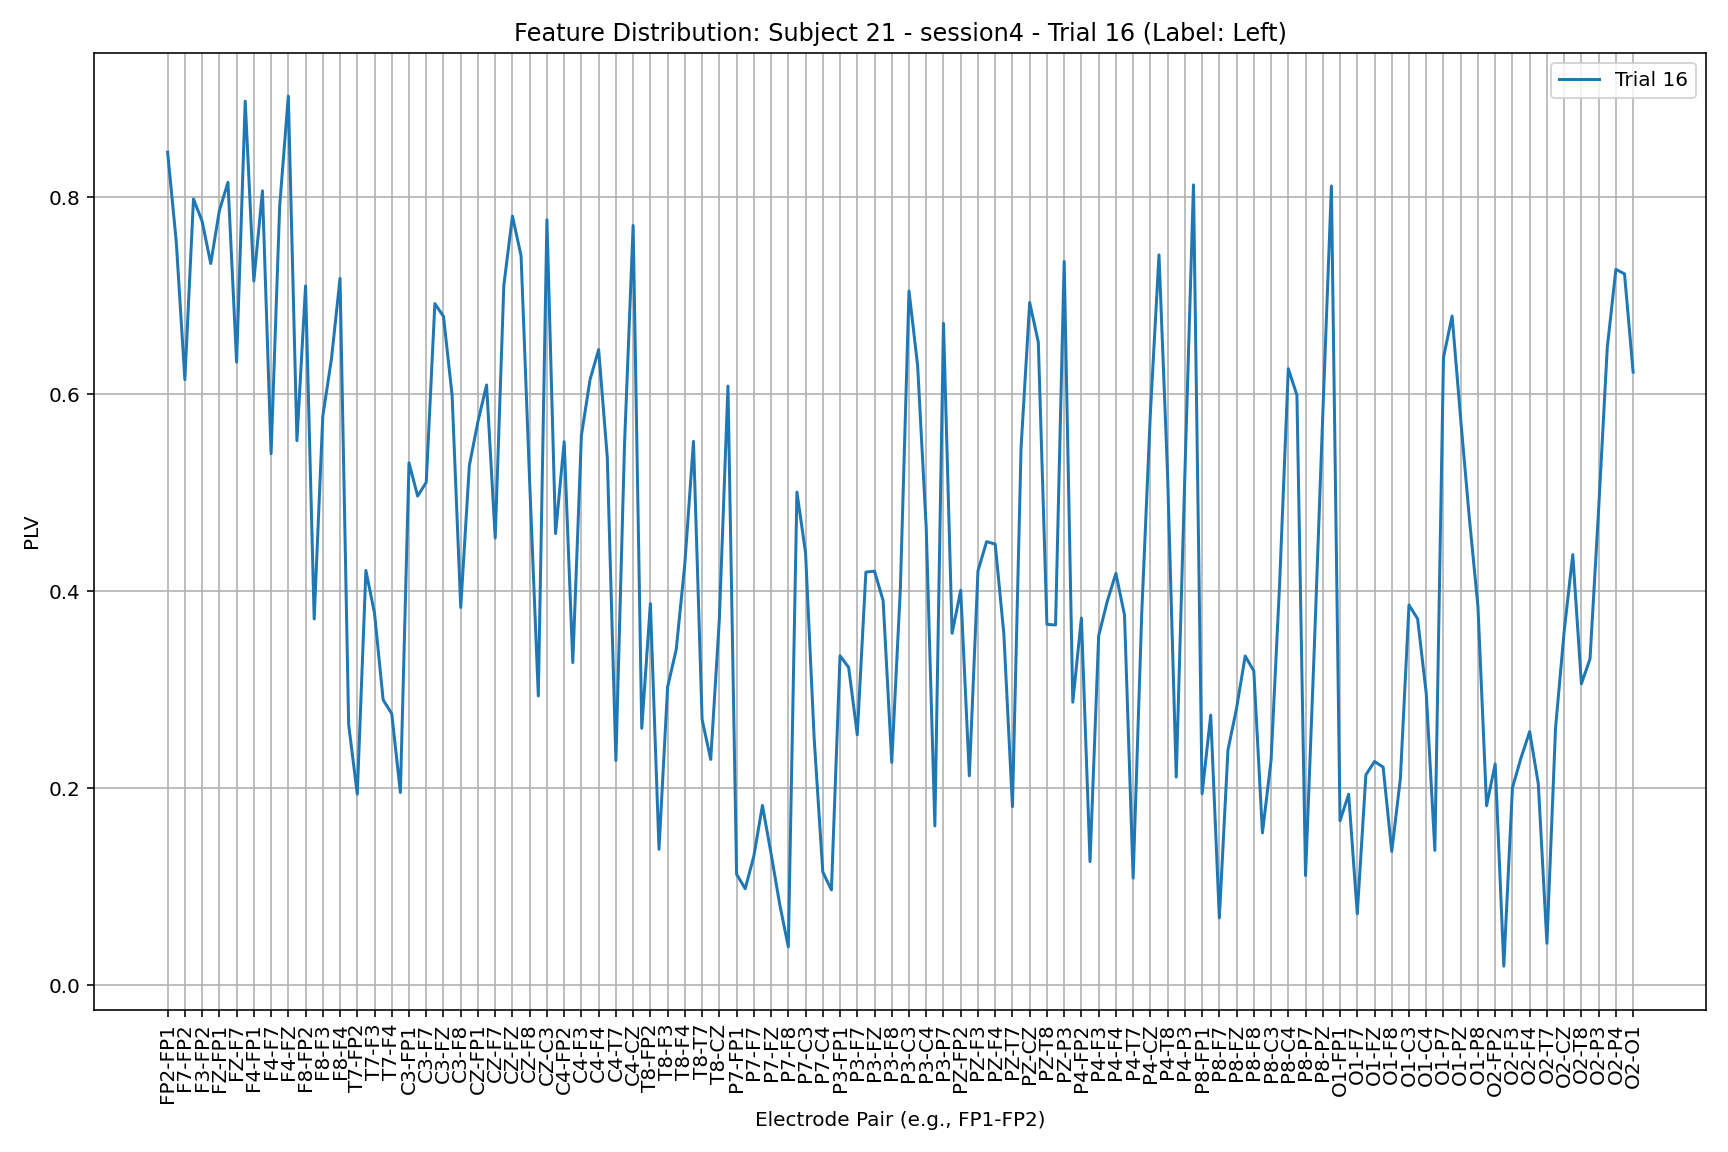 Feature Distribution: Subject 21 - session4 - Trial 16 (Label: Left)
Trial 16
PLV
0.8
0.6
0.4
0.2
0.0
FP2-FP1
F7-FP2
F3-FP2
FZ-FP1
FZ-F7
F4-FP1
F4-F7
F4-FZ
F8-FP2
F8-F3
F8-F4
T7-FP2
T7-F3
T7-F4
C3-FP1
C3-F7
C3-FZ
C3-F8
CZ-FP1
CZ-F7
CZ-FZ
CZ-F8
CZ-C3
C4-FP2
C4-F3
C4-F4
C4-T7
C4-CZ
T8-FP2
T8-F3
T8-F4
T8-T7
T8-CZ
P7-FP1
P7-F7
P7-FZ
P7-F8
P7-C3
P7-C4
P3-FP1
P3-F7
P3-FZ
P3-F8
P3-C3
P3-C4
P3-P7
PZ-FP2
PZ-F3
PZ-F4
PZ-T7
PZ-CZ
PZ-T8
PZ-P3
P4-FP2
P4-F3
P4-F4
P4-T7
P4-CZ
P4-T8
P4-P3
P8-FP1
P8-F7
P8-FZ
P8-F8
P8-C3
P8-C4
P8-P7
P8-PZ
O1-FP1
O1-F7
O1-FZ
O1-F8
O1-C3
O1-C4
O1-P7
O1-PZ
O1-P8
O2-FP2
O2-F3
O2-F4
O2-T7
O2-CZ
O2-T8
O2-P3
O2-P4
O2-O1
Electrode Pair (e.g., FP1-FP2)